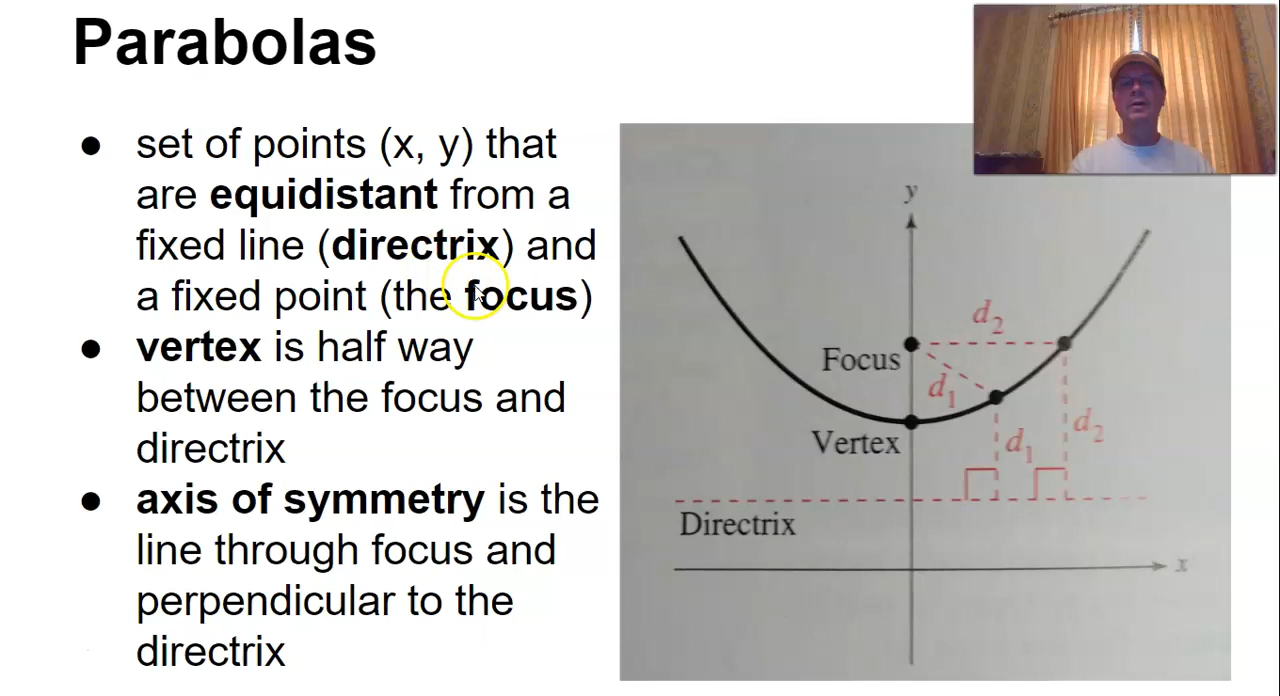 Parabolas
● set of points (x, y) that
are equidistant from a
fixed line (directrix) and
a fixed point (the focus)
● vertex is half way
between the focus and
directrix
● axis of symmetry is the
line through focus and
perpendicular to the
directrix
y
d₂
Focus
d₁
Vertex
d₁
d₂
Directrix
x